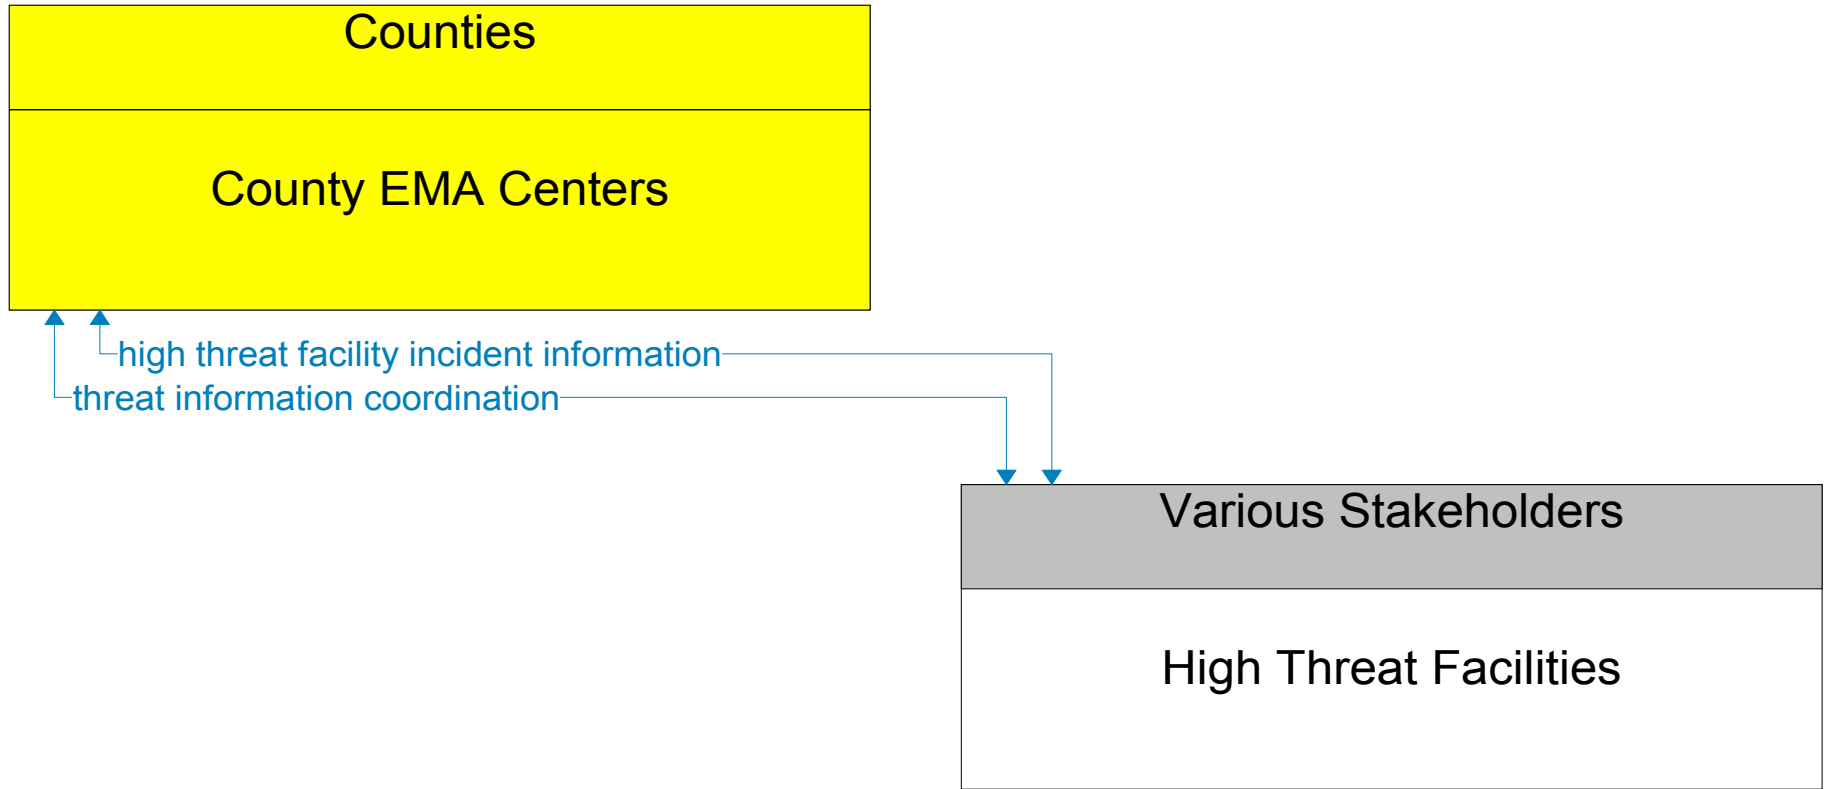 Counties
County EMA Centers
high threat facility incident information
threat information coordination
Various Stakeholders
High Threat Facilities